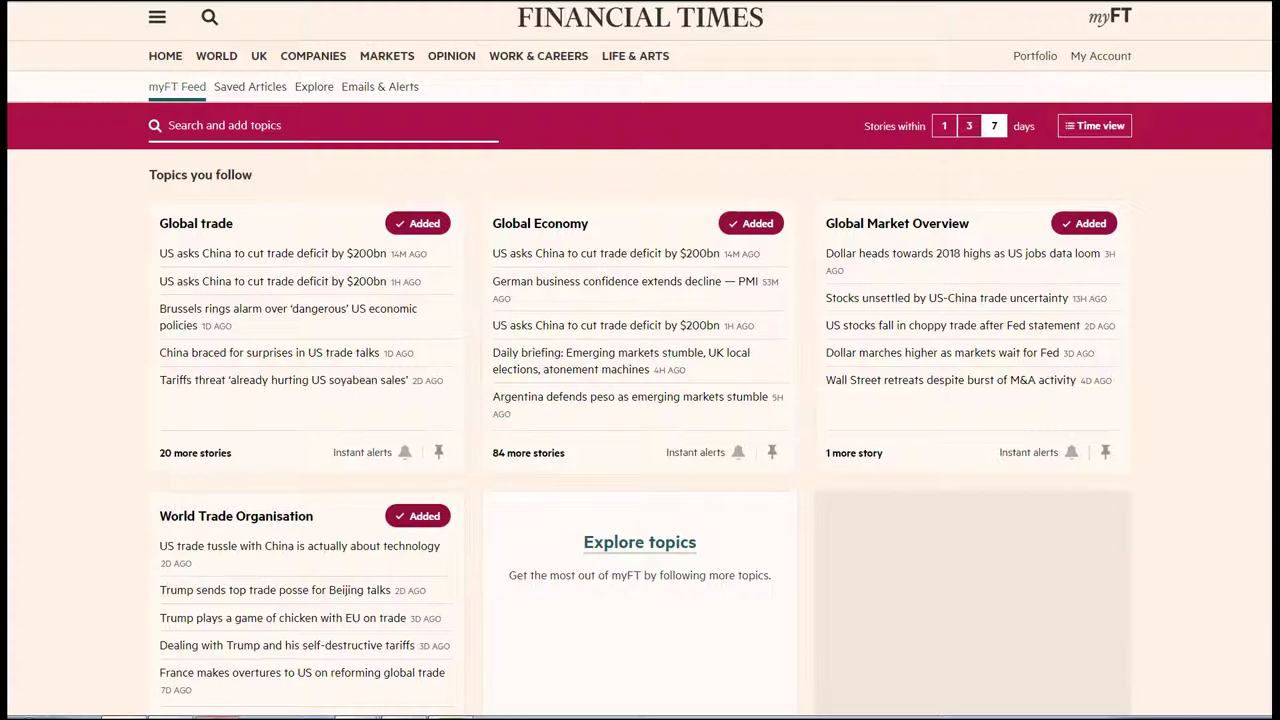 FINANCIAL TIMES
myFT
HOME WORLD UK COMPANIES MARKETS OPINION WORK & CAREERS LIFE & ARTS
Portfolio My Account
myFT Feed Saved Articles Explore Emails & Alerts
Search and add topics
Stories within 1 3 7 days Time view
Topics you follow
Global trade Added
US asks China to cut trade deficit by $200bn 14M AGO
US asks China to cut trade deficit by $200bn 1H AGO
Brussels rings alarm over ‘dangerous’ US economic
policies 1D AGO
China braced for surprises in US trade talks 1D AGO
Tariffs threat ‘already hurting US soyabean sales’ 2D AGO
20 more stories Instant alerts
Global Economy Added
US asks China to cut trade deficit by $200bn 14M AGO
German business confidence extends decline — PMI 53M
AGO
US asks China to cut trade deficit by $200bn 1H AGO
Daily briefing: Emerging markets stumble, UK local
elections, atonement machines 4H AGO
Argentina defends peso as emerging markets stumble 5H
AGO
84 more stories Instant alerts
Global Market Overview Added
Dollar heads towards 2018 highs as US jobs data loom 3H
AGO
Stocks unsettled by US-China trade uncertainty 13H AGO
US stocks fall in choppy trade after Fed statement 2D AGO
Dollar marches higher as markets wait for Fed 3D AGO
Wall Street retreats despite burst of M&A activity 4D AGO
1 more story Instant alerts
World Trade Organisation Added
US trade tussle with China is actually about technology
2D AGO
Trump sends top trade posse for Beijing talks 2D AGO
Trump plays a game of chicken with EU on trade 3D AGO
Dealing with Trump and his self-destructive tariffs 3D AGO
France makes overtures to US on reforming global trade
7D AGO
Explore topics
Get the most out of myFT by following more topics.